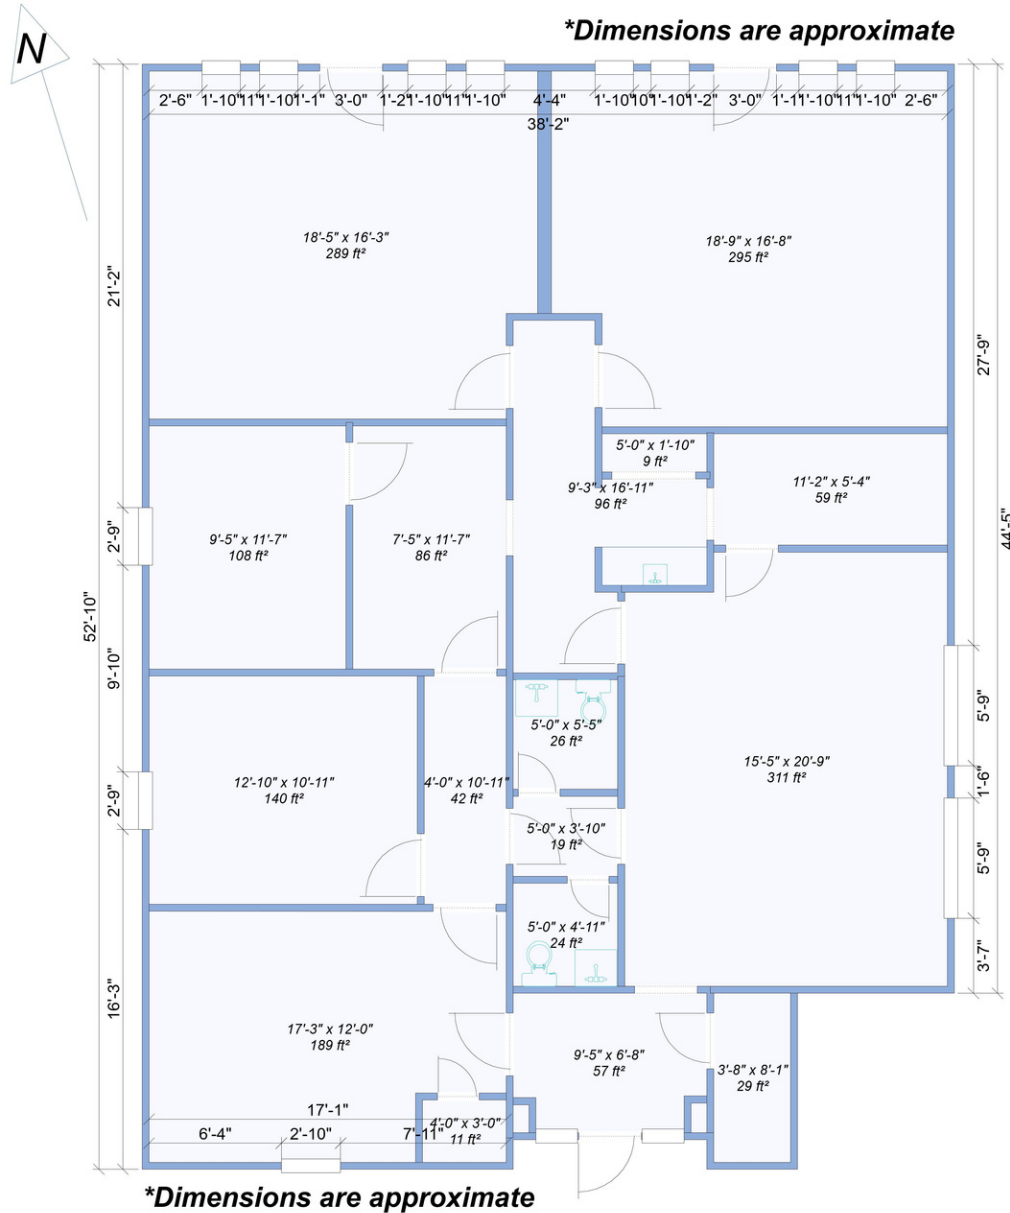 N
*Dimensions are approximate
2'-6" 1'-10" 11" 1'-10" 1'-1" 3'-0" 1'-2" 1'-10" 11" 1'-10" 4'-4" 1'-10" 10" 1'-10" 1'-2" 3'-0" 1'-1" 1'-10" 11" 1'-10" 2'-6"
38'-2"
18'-5" x 16'-3"
289 ft²
18'-9" x 16'-8"
295 ft²
21'-2"
27'-9"
5'-0" x 1'-10"
9 ft²
9'-3" x 16'-11"
96 ft²
11'-2" x 5'-4"
59 ft²
44'-5"
2'-9"
9'-5" x 11'-7"
108 ft²
7'-5" x 11'-7"
86 ft²
52'-10"
9'-10"
5'-9"
5'-0" x 5'-5"
26 ft²
15'-5" x 20'-9"
311 ft²
1'-6"
2'-9"
12'-10" x 10'-11"
140 ft²
4'-0" x 10'-11"
42 ft²
5'-0" x 3'-10"
19 ft²
5'-9"
5'-0" x 4'-11"
24 ft²
3'-7"
16'-3"
17'-3" x 12'-0"
189 ft²
9'-5" x 6'-8"
57 ft²
3'-8" x 8'-1"
29 ft²
17'-1"
4'-0" x 3'-0"
11 ft²
6'-4" 2'-10" 7'-11"
*Dimensions are approximate